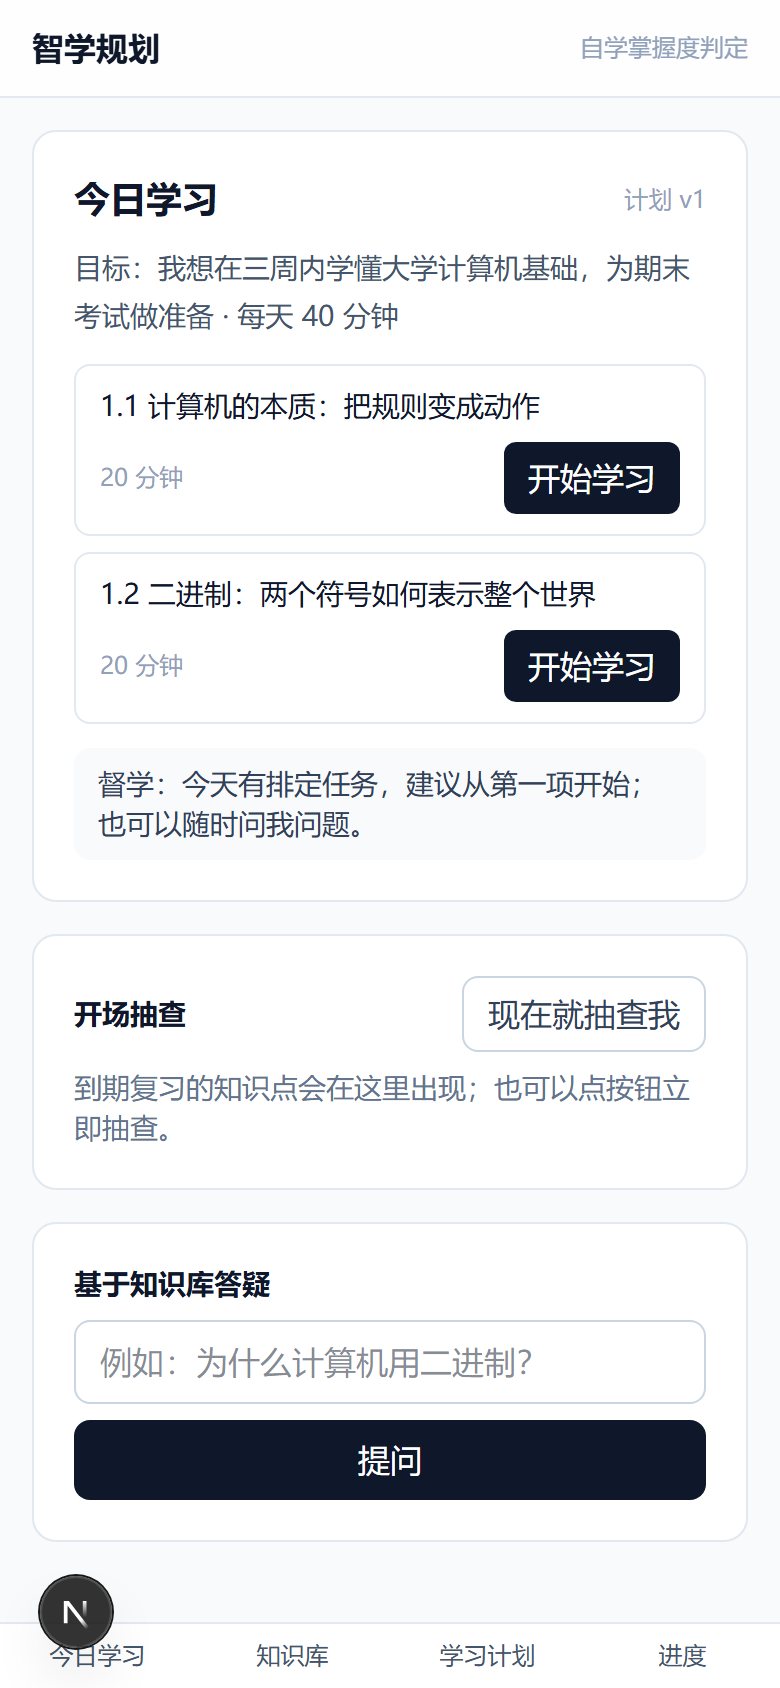 智学规划
自学掌握度判定
今日学习
计划 v1
目标：我想在三周内学懂大学计算机基础，为期末
考试做准备 · 每天 40 分钟
1.1 计算机的本质：把规则变成动作
20 分钟
开始学习
1.2 二进制：两个符号如何表示整个世界
20 分钟
开始学习
督学：今天有排定任务，建议从第一项开始；
也可以随时问我问题。
开场抽查
现在就抽查我
到期复习的知识点会在这里出现；也可以点按钮立
即抽查。
基于知识库答疑
例如：为什么计算机用二进制？
提问
N
今日学习
知识库
学习计划
进度